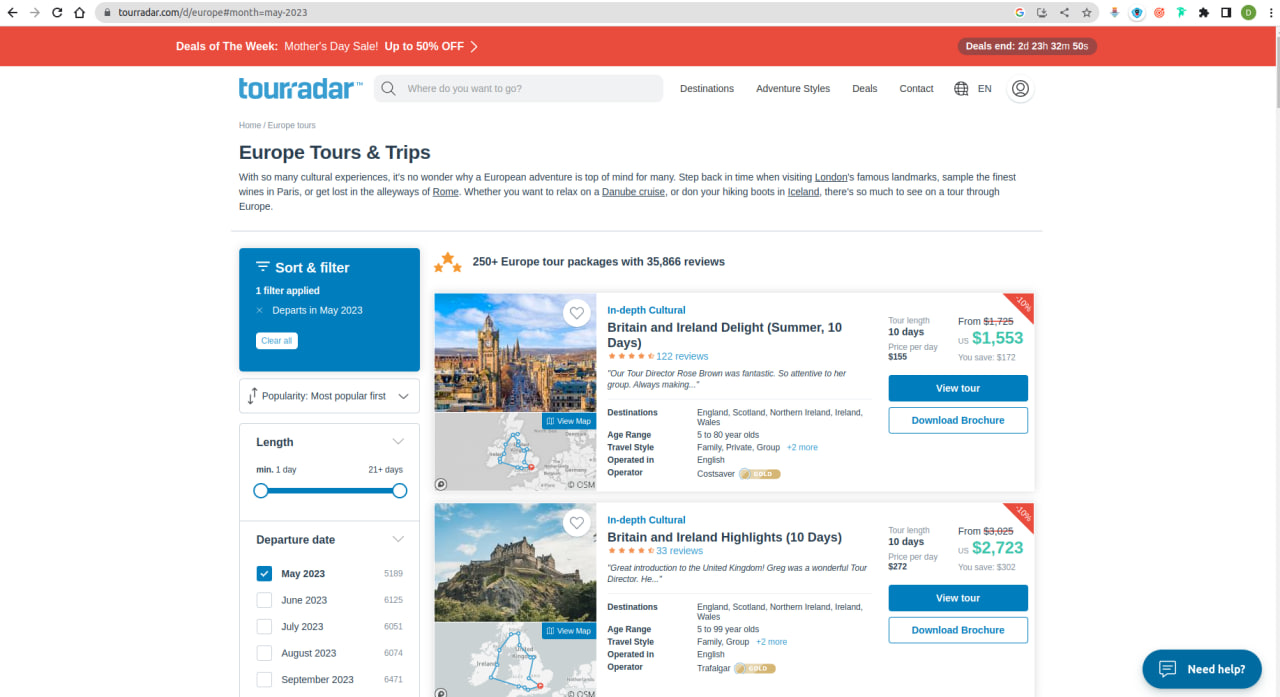 tourradar.com/d/europe#month=may-2023
D
Deals of The Week: Mother's Day Sale! Up to 50% OFF
Deals end: 2d 23h 32m 50s
tourradar™
Where do you want to go?
Destinations
Adventure Styles
Deals
Contact
EN
Home / Europe tours
Europe Tours & Trips
With so many cultural experiences, it's no wonder why a European adventure is top of mind for many. Step back in time when visiting London's famous landmarks, sample the finest
wines in Paris, or get lost in the alleyways of Rome. Whether you want to relax on a Danube cruise, or don your hiking boots in Iceland, there's so much to see on a tour through
Europe.
Sort & filter
1 filter applied
× Departs in May 2023
Clear all
Popularity: Most popular first
Length
min. 1 day
21+ days
Departure date
May 2023 5189
June 2023 6125
July 2023 6051
August 2023 6074
September 2023 6471
250+ Europe tour packages with 35,866 reviews
View Map
© OSM
In-depth Cultural
Britain and Ireland Delight (Summer, 10
Days)
122 reviews
"Our Tour Director Rose Brown was fantastic. So attentive to her
group. Always making..."
Destinations England, Scotland, Northern Ireland, Ireland,
Wales
Age Range 5 to 80 year olds
Travel Style Family, Private, Group +2 more
Operated in English
Operator Costsaver GOLD
-10%
Tour length
10 days
Price per day
$155
From $1,725
US $1,553
You save: $172
View tour
Download Brochure
View Map
United
Kingdom
Ireland
Netherlands
© OSM
In-depth Cultural
Britain and Ireland Highlights (10 Days)
33 reviews
"Great introduction to the United Kingdom! Greg was a wonderful Tour
Director. He..."
Destinations England, Scotland, Northern Ireland, Ireland,
Wales
Age Range 5 to 99 year olds
Travel Style Family, Group +2 more
Operated in English
Operator Trafalgar GOLD
-10%
Tour length
10 days
Price per day
$272
From $3,025
US $2,723
You save: $302
View tour
Download Brochure
Need help?